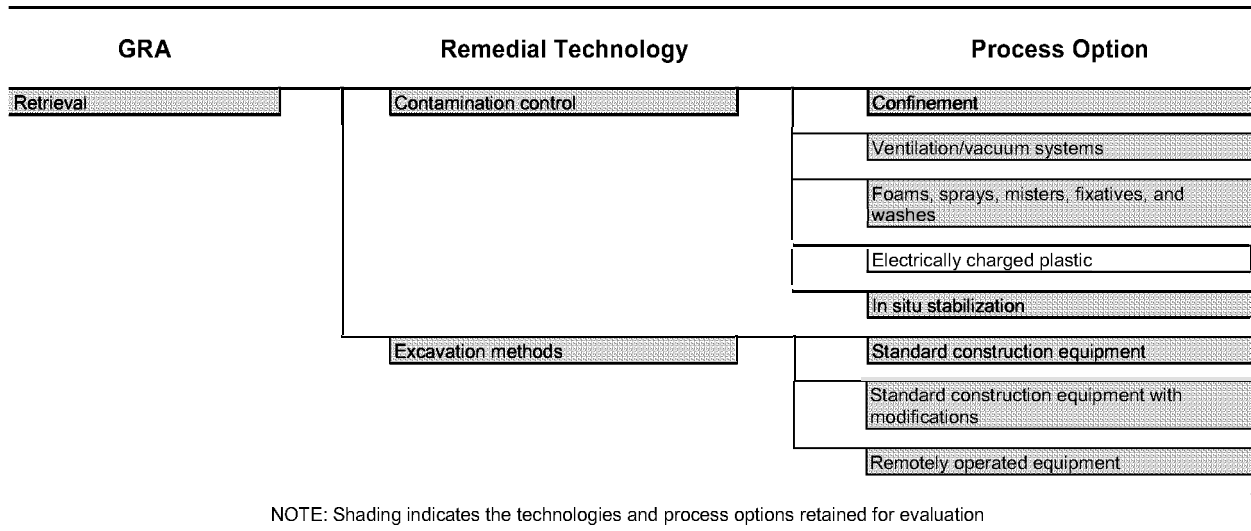 GRA Remedial Technology Process Option
Retrieval Contamination control Confinement
Ventilation/vacuum systems
Foams, sprays, misters, fixatives, and
washes
Electrically charged plastic
In situ stabilization
Excavation methods Standard construction equipment
Standard construction equipment with
modifications
Remotely operated equipment
NOTE: Shading indicates the technologies and process options retained for evaluation